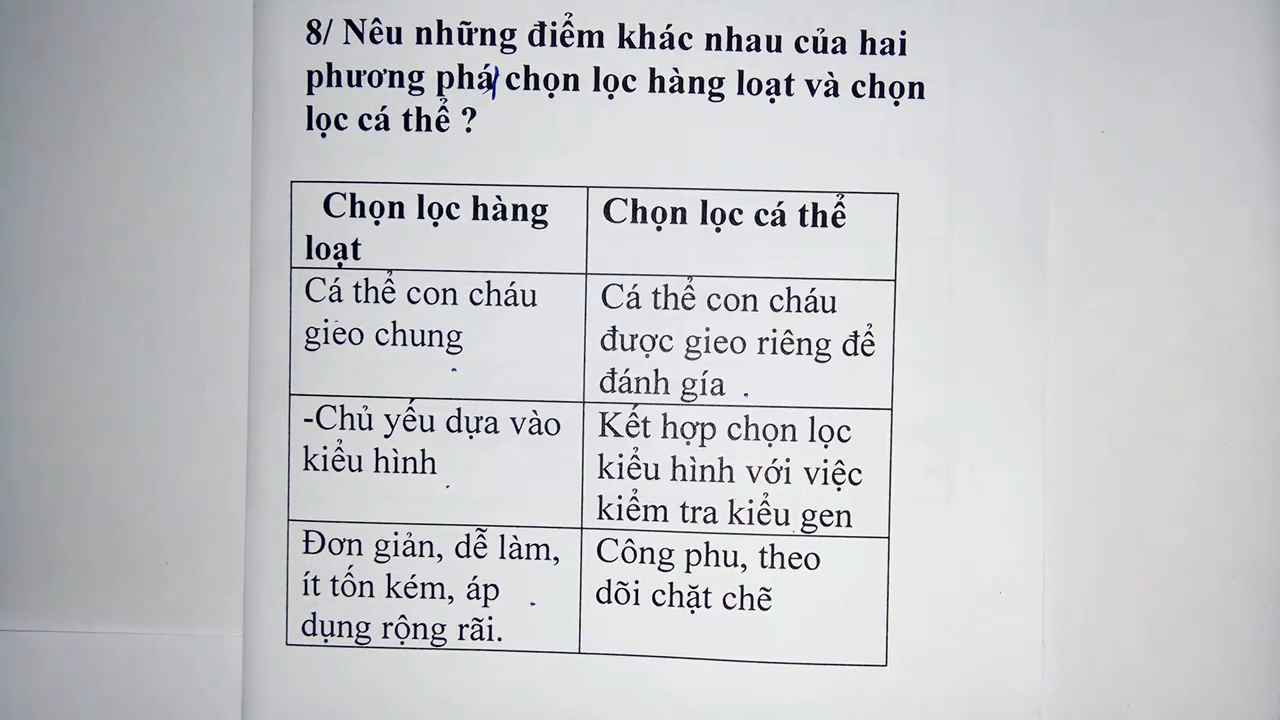 8/ Nêu những điểm khác nhau của hai
phương phá chọn lọc hàng loạt và chọn
lọc cá thể ?
Chọn lọc hàng
loạt
Chọn lọc cá thể
Cá thể con cháu
gieo chung
Cá thể con cháu
được gieo riêng để
đánh gía
-Chủ yếu dựa vào
kiểu hình
Kết hợp chọn lọc
kiểu hình với việc
kiểm tra kiểu gen
Đơn giản, dễ làm,
ít tốn kém, áp
dụng rộng rãi.
Công phu, theo
dõi chặt chẽ